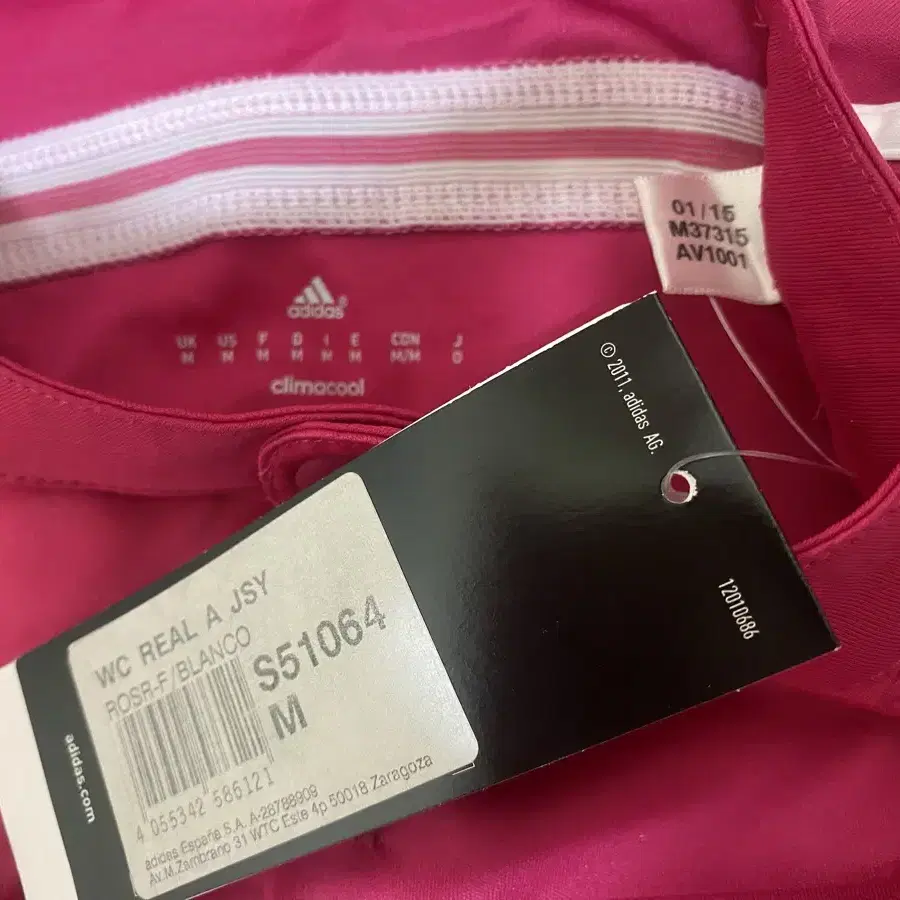 01/15
M37315
AV1001
adidas®
UK US F D I E CDN J
M M M M M M M/M O
climacool
© 2011. adidas AG.
12010686
WC REAL A JSY
ROSR-F/BLANCO
S51064
M
4 055342 586121
adidas España S.A. A-28788909
Av.M.Zambrano 31 WTC Este 4p 50018 Zaragoza
adidas.com